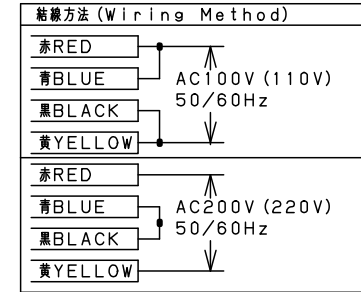 結線方法(Wiring Method)
赤RED
青BLUE
AC100V(110V)
50/60Hz
黒BLACK
黄YELLOW
赤RED
青BLUE
AC200V(220V)
50/60Hz
黒BLACK
黄YELLOW